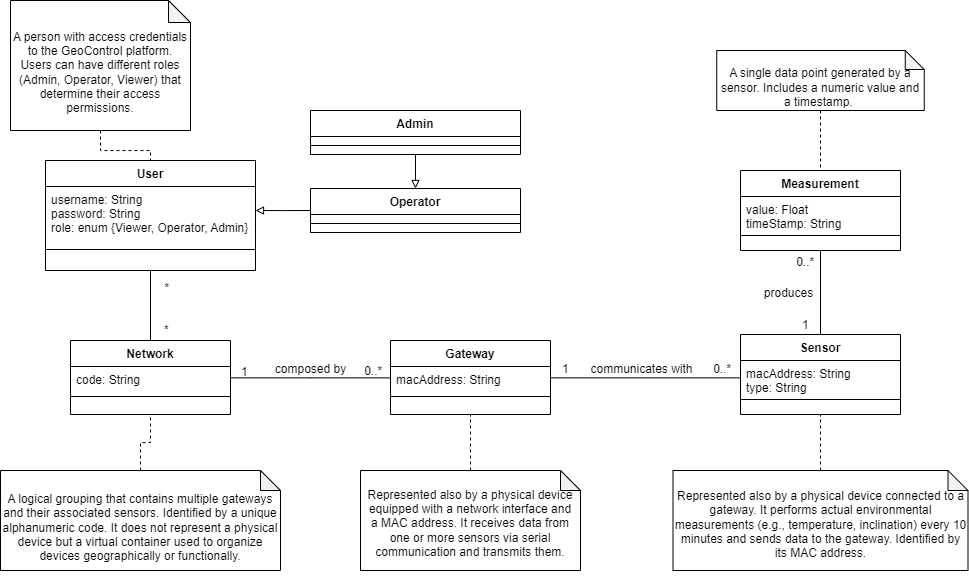 A person with access credentials
to the GeoControl platform.
Users can have different roles
(Admin, Operator, Viewer) that
determine their access
permissions.
A single data point generated by a
sensor. Includes a numeric value and
a timestamp.
Admin
User
username: String
password: String
role: enum {Viewer, Operator, Admin}
Operator
Measurement
value: Float
timeStamp: String
*
*
0..*
produces
1
Network
code: String
1
composed by
0..*
Gateway
macAddress: String
1
communicates with
0..*
Sensor
macAddress: String
type: String
A logical grouping that contains multiple gateways
and their associated sensors. Identified by a unique
alphanumeric code. It does not represent a physical
device but a virtual container used to organize
devices geographically or functionally.
Represented also by a physical device
equipped with a network interface and
a MAC address. It receives data from
one or more sensors via serial
communication and transmits them.
Represented also by a physical device connected to a
gateway. It performs actual environmental
measurements (e.g., temperature, inclination) every 10
minutes and sends data to the gateway. Identified by
its MAC address.